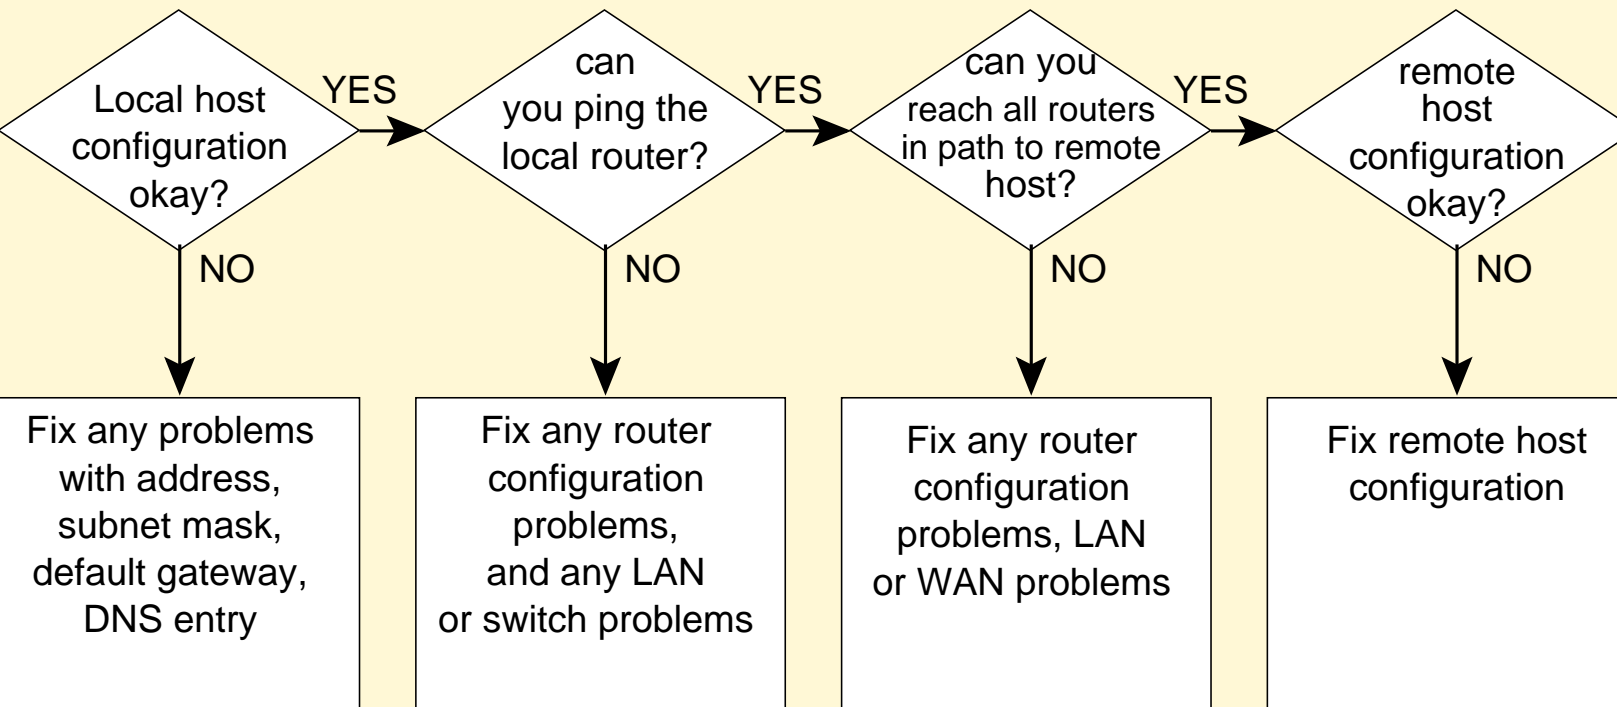 Local host
configuration
okay?
YES
can
you ping the
local router?
YES
can you
reach all routers
in path to remote
host?
YES
remote
host
configuration
okay?
NO
NO
NO
NO
Fix any problems
with address,
subnet mask,
default gateway,
DNS entry
Fix any router
configuration
problems,
and any LAN
or switch problems
Fix any router
configuration
problems, LAN
or WAN problems
Fix remote host
configuration